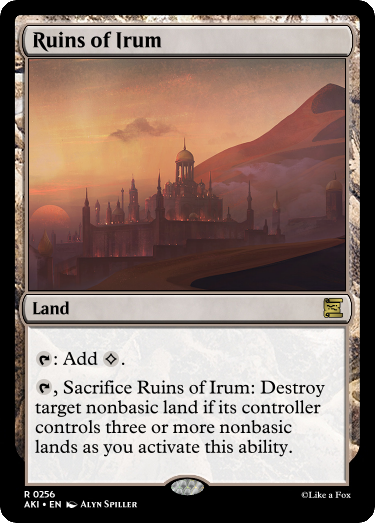 Ruins of Irum
Land
: Add .
, Sacrifice Ruins of Irum: Destroy
target nonbasic land if its controller
controls three or more nonbasic
lands as you activate this ability.
R 0256
AKI • EN Alyn Spiller
©Like a Fox